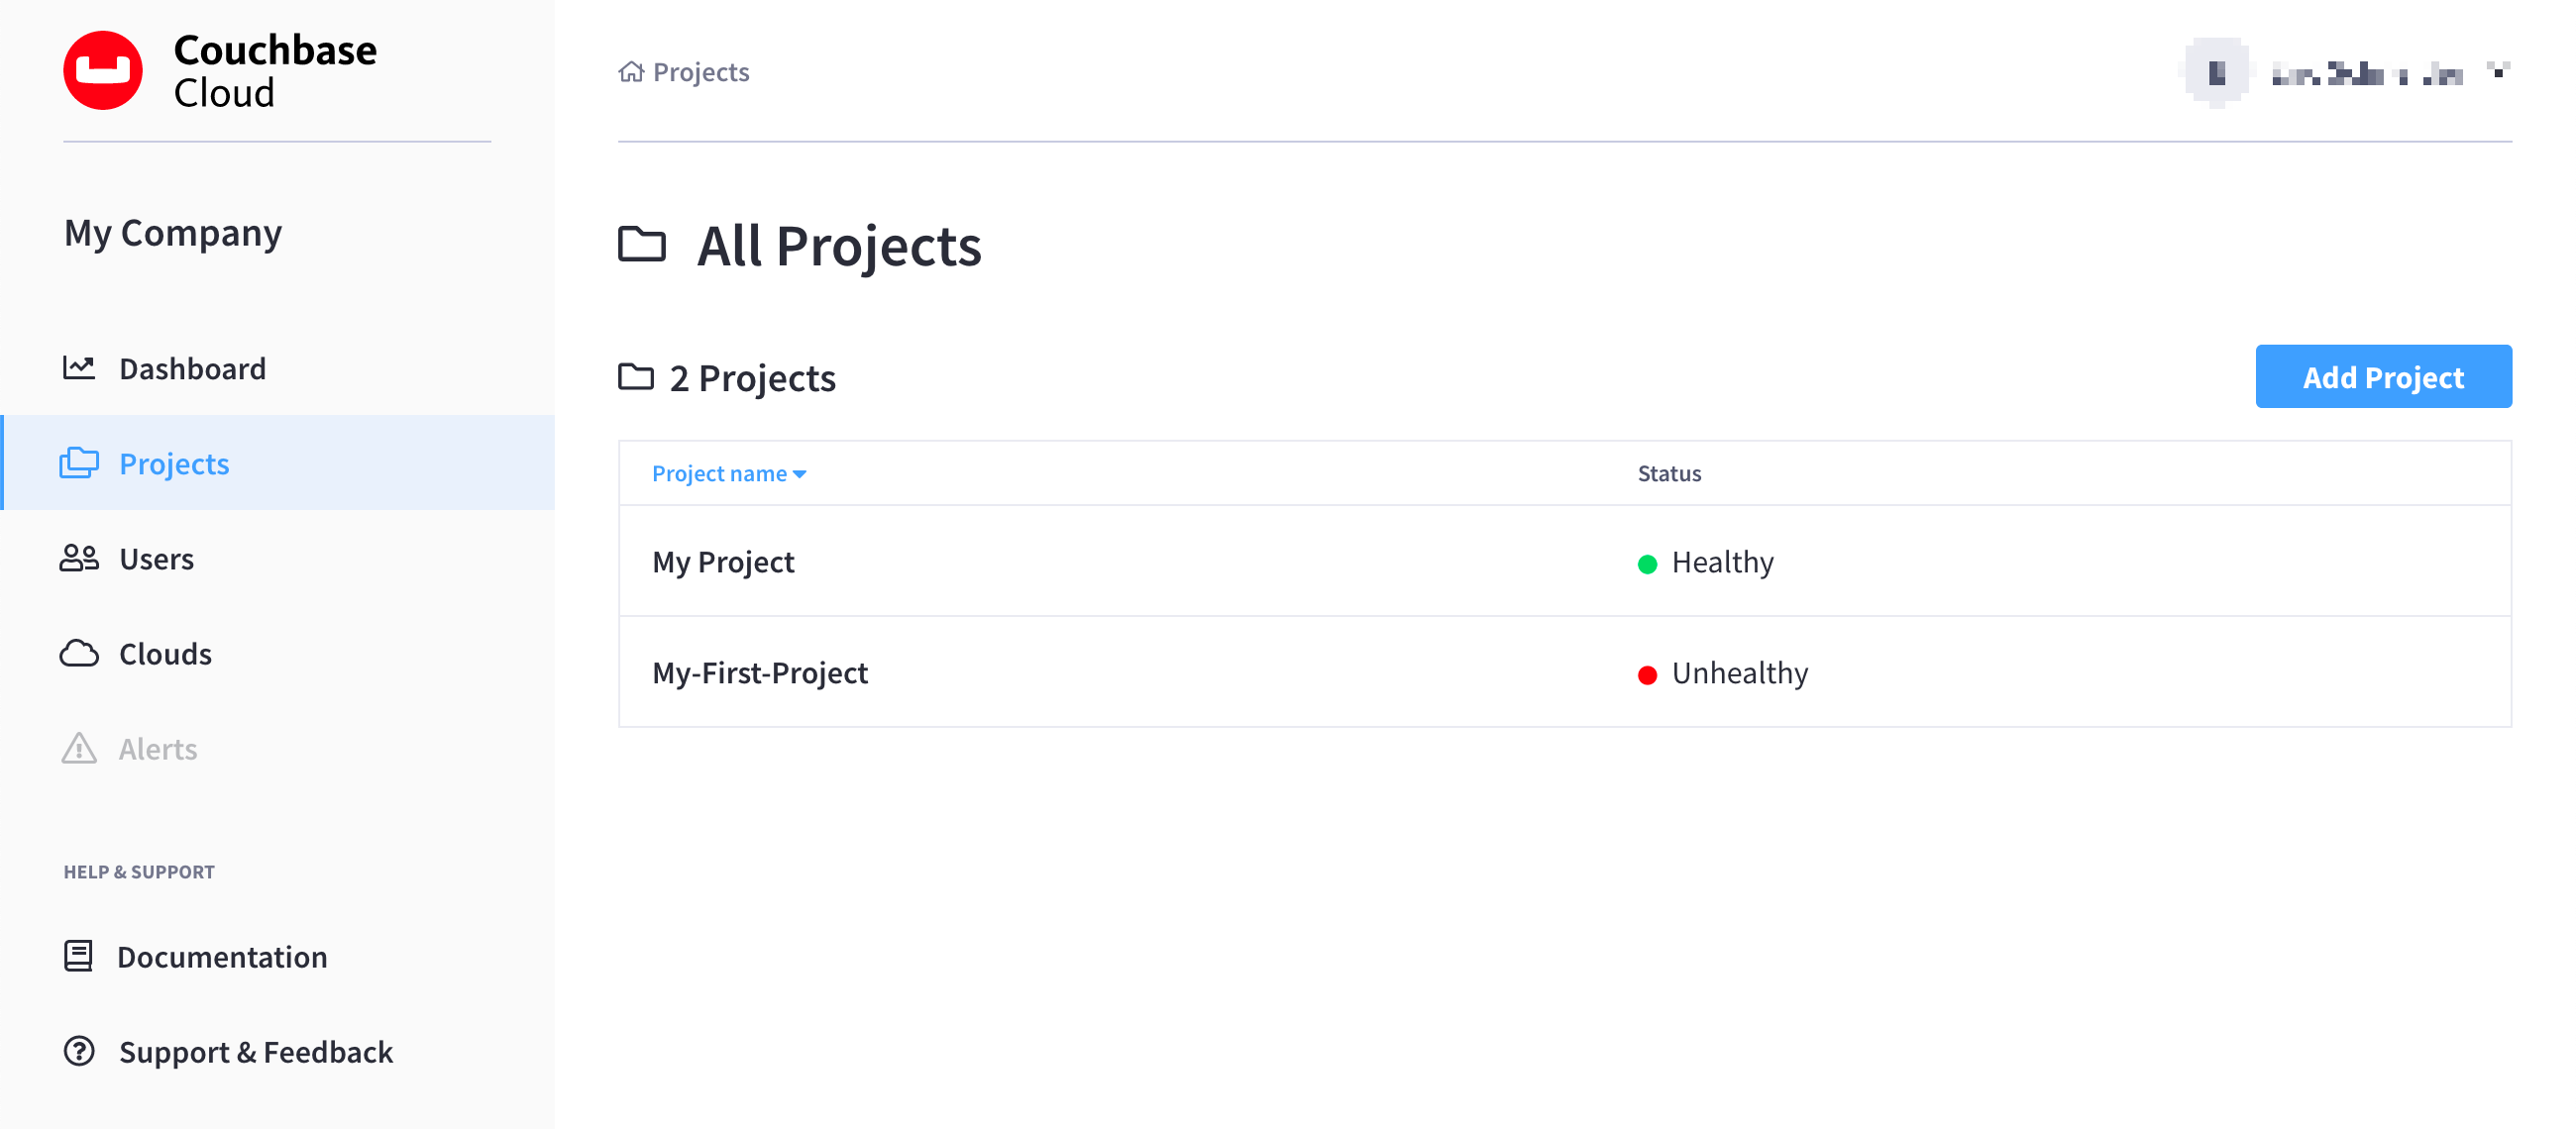 Couchbase
Cloud
My Company
Dashboard
Projects
Users
Clouds
Alerts
HELP & SUPPORT
Documentation
Support & Feedback
Projects
All Projects
2 Projects
Add Project
Project name Status
My Project Healthy
My-First-Project Unhealthy